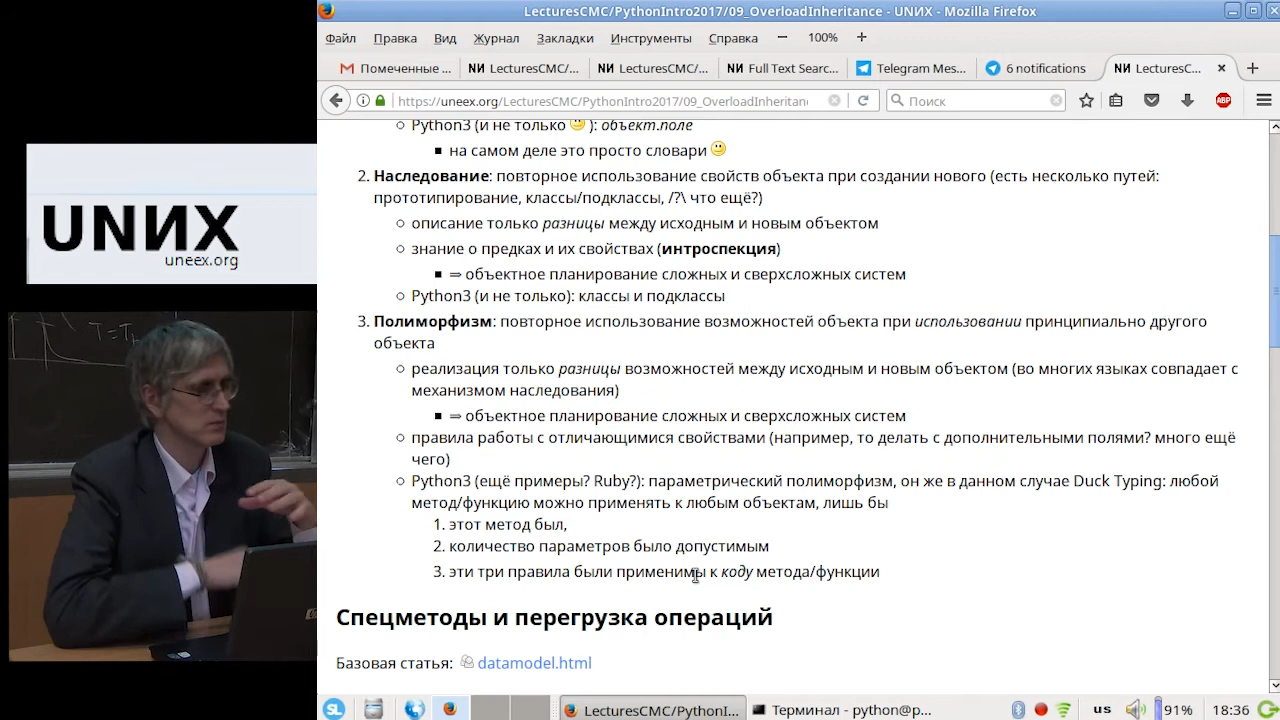 LecturesCMC/PythonIntro2017/09_OverloadInheritance - UNИX - Mozilla Firefox
Файл Правка Вид Журнал Закладки Инструменты Справка − 100% +
Помеченные ... NИ LecturesCMC/... NИ LecturesCMC/... NИ Full Text Searc... Telegram Mes... 6 notifications NИ LecturesC...
https://uneex.org/LecturesCMC/PythonIntro2017/09_OverloadInheritanc Поиск ABP
Python3 (и не только ): объект.поле
на самом деле это просто словари
2. Наследование: повторное использование свойств объекта при создании нового (есть несколько путей:
прототипирование, классы/подклассы, /?\ что ещё?)
описание только разницы между исходным и новым объектом
знание о предках и их свойствах (интроспекция)
⇒ объектное планирование сложных и сверхсложных систем
Python3 (и не только): классы и подклассы
3. Полиморфизм: повторное использование возможностей объекта при использовании принципиально другого
объекта
реализация только разницы возможностей между исходным и новым объектом (во многих языках совпадает с
механизмом наследования)
⇒ объектное планирование сложных и сверхсложных систем
правила работы с отличающимися свойствами (например, то делать с дополнительными полями? много ещё
чего)
Python3 (ещё примеры? Ruby?): параметрический полиморфизм, он же в данном случае Duck Typing: любой
метод/функцию можно применять к любым объектам, лишь бы
1. этот метод был,
2. количество параметров было допустимым
3. эти три правила были применимы к коду метода/функции
Спецметоды и перегрузка операций
Базовая статья: datamodel.html
LecturesCMC/PythonI... Терминал - python@p... us 91% 18:36
UNИX
uneex.org